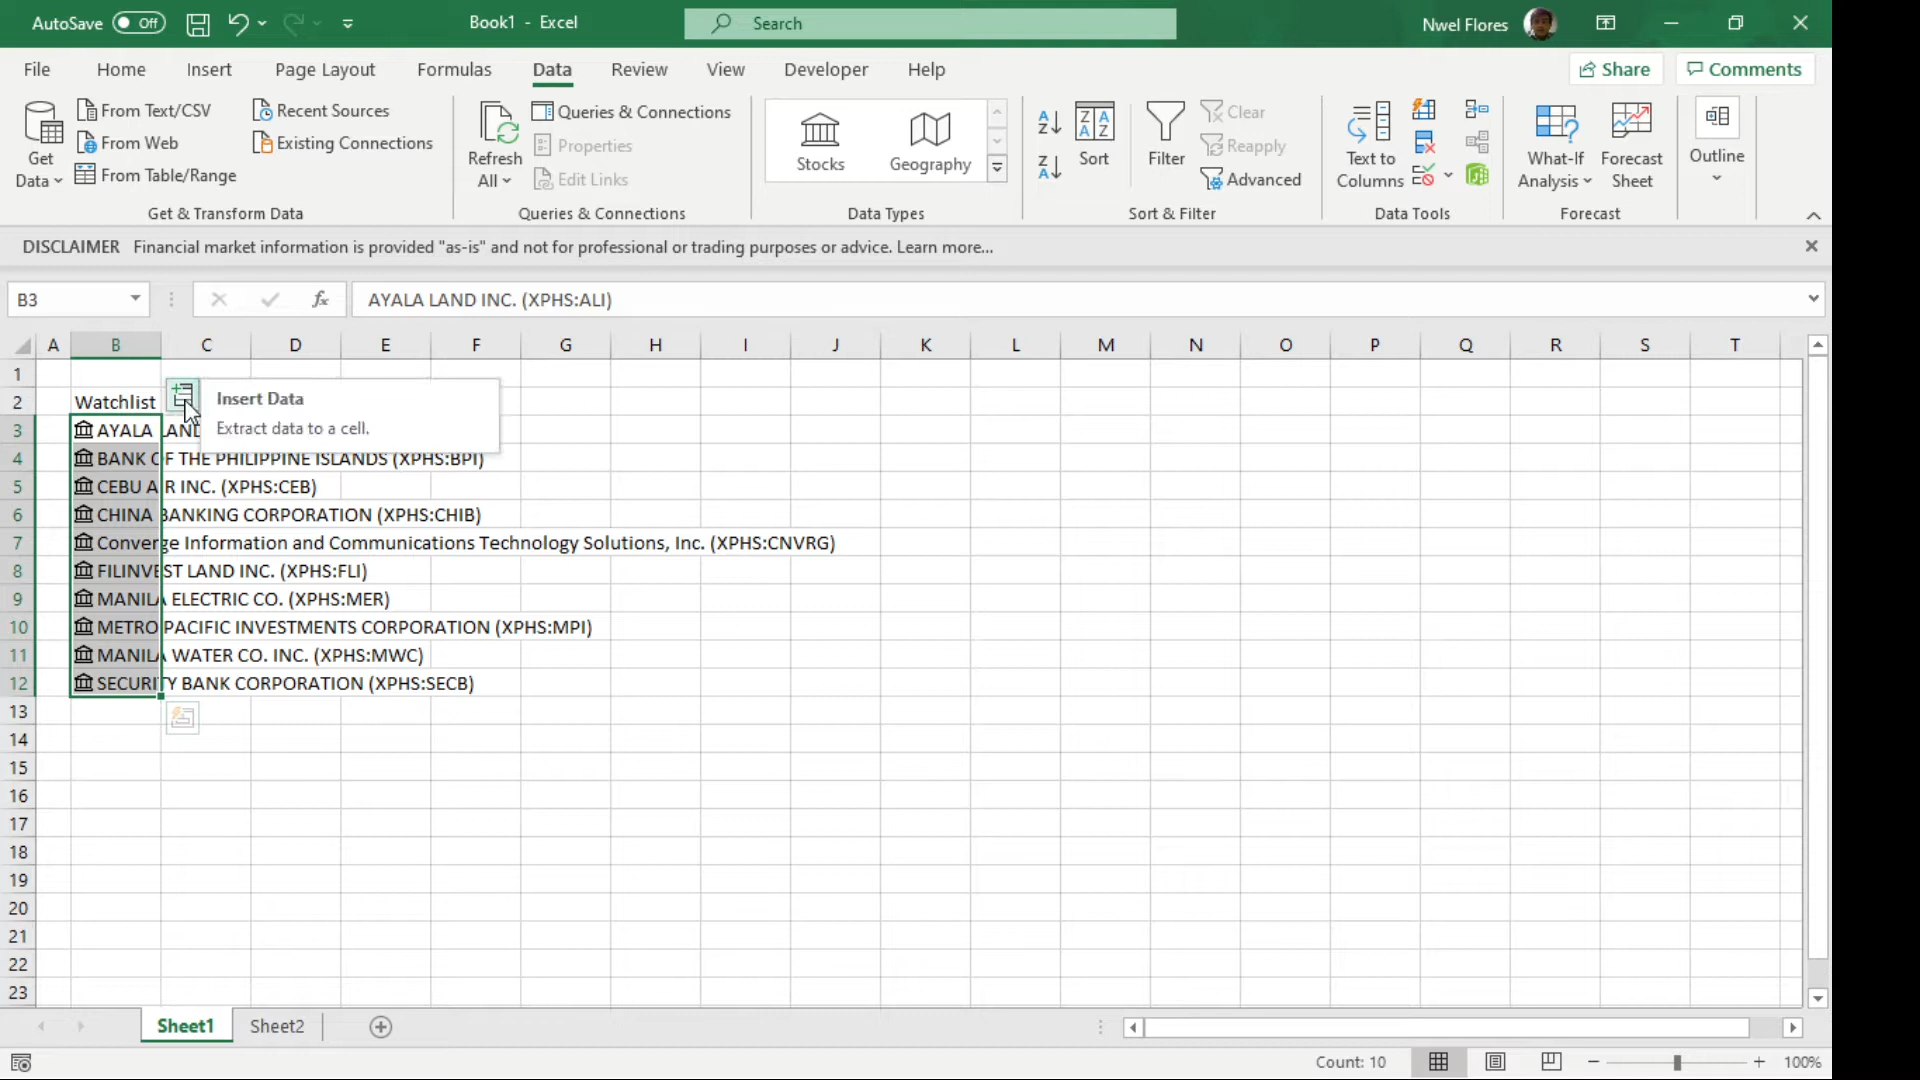 AutoSave Off Book1 - Excel Search Nwel Flores
File Home Insert Page Layout Formulas Data Review View Developer Help Share Comments
Get Data
From Text/CSV
From Web
From Table/Range
Recent Sources
Existing Connections
Get & Transform Data
Refresh All
Queries & Connections
Properties
Edit Links
Queries & Connections
Stocks Geography
Data Types
Sort
Filter
Clear
Reapply
Advanced
Sort & Filter
Text to Columns
Data Tools
What-If Analysis
Forecast Sheet
Forecast
Outline
DISCLAIMER Financial market information is provided "as-is" and not for professional or trading purposes or advice. Learn more...
B3 fx AYALA LAND INC. (XPHS:ALI)
A B C D E F G H I J K L M N O P Q R S T
1
2 Watchlist
Insert Data
Extract data to a cell.
3 AYALA LAND
4 BANK OF THE PHILIPPINE ISLANDS (XPHS:BPI)
5 CEBU AIR INC. (XPHS:CEB)
6 CHINA BANKING CORPORATION (XPHS:CHIB)
7 Converge Information and Communications Technology Solutions, Inc. (XPHS:CNVRG)
8 FILINVEST LAND INC. (XPHS:FLI)
9 MANILA ELECTRIC CO. (XPHS:MER)
10 METRO PACIFIC INVESTMENTS CORPORATION (XPHS:MPI)
11 MANILA WATER CO. INC. (XPHS:MWC)
12 SECURITY BANK CORPORATION (XPHS:SECB)
13
14
15
16
17
18
19
20
21
22
23
Sheet1 Sheet2
Count: 10 100%